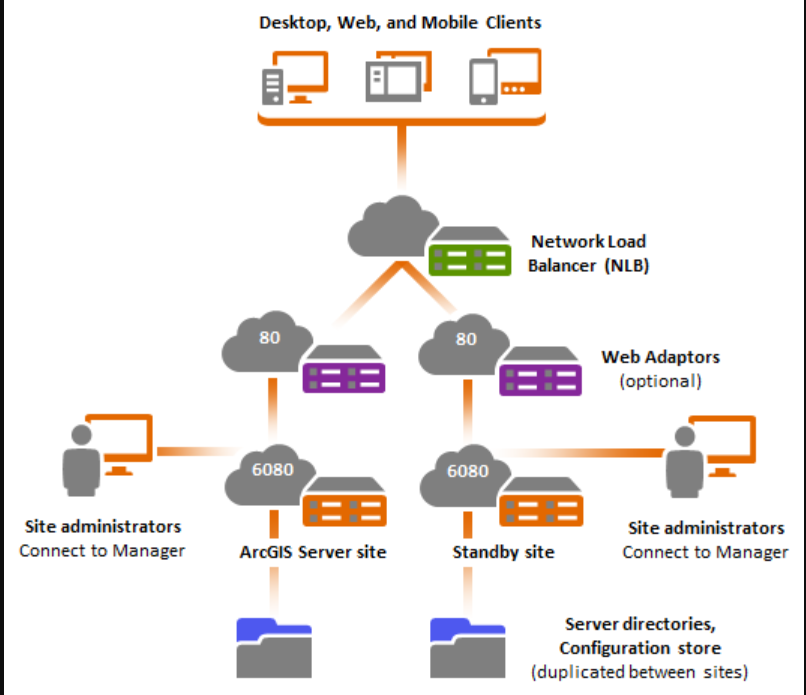 Desktop, Web, and Mobile Clients
Network Load
Balancer (NLB)
80
80
Web Adaptors
(optional)
6080
6080
Site administrators
Connect to Manager
ArcGIS Server site
Standby site
Site administrators
Connect to Manager
Server directories,
Configuration store
(duplicated between sites)